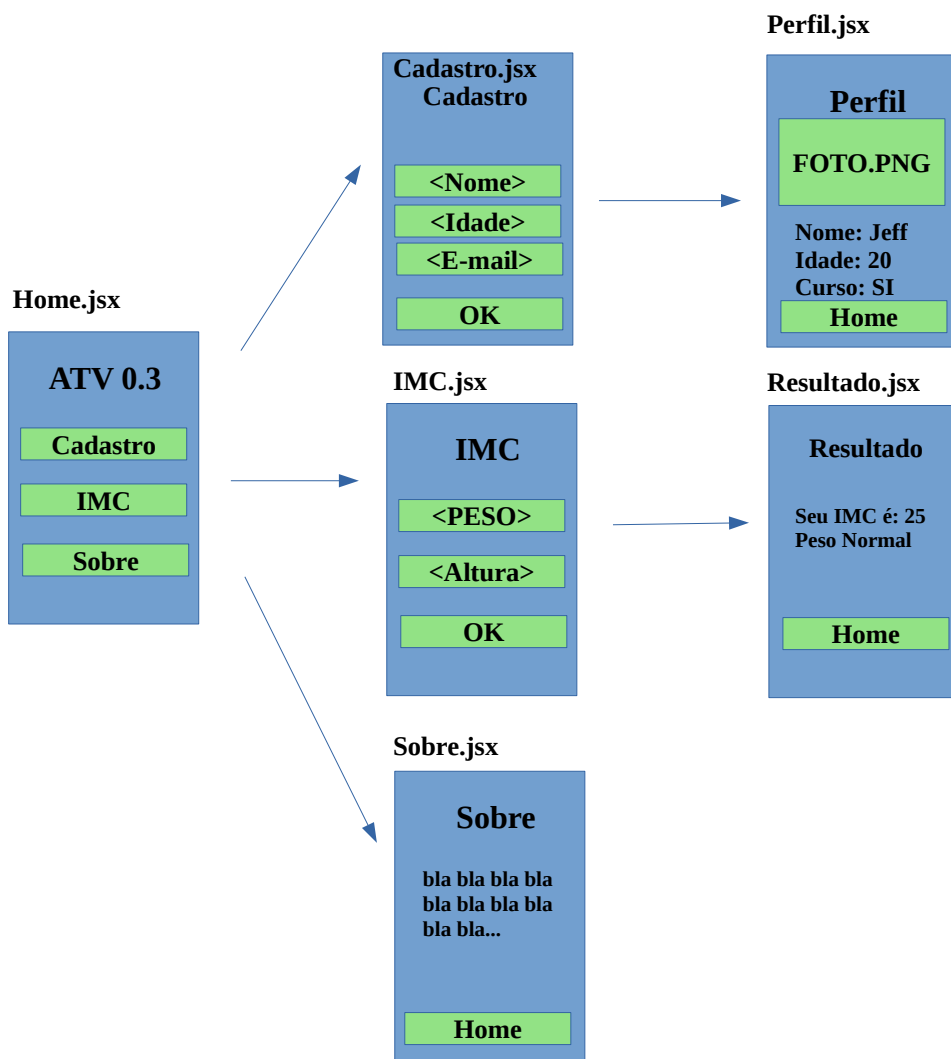 Home.jsx
ATV 0.3
Cadastro
IMC
Sobre
Cadastro.jsx
Cadastro
<Nome>
<Idade>
<E-mail>
OK
Perfil.jsx
Perfil
FOTO.PNG
Nome: Jeff
Idade: 20
Curso: SI
Home
IMC.jsx
IMC
<PESO>
<Altura>
OK
Resultado.jsx
Resultado
Seu IMC é: 25
Peso Normal
Home
Sobre.jsx
Sobre
bla bla bla bla
bla bla bla bla
bla bla...
Home